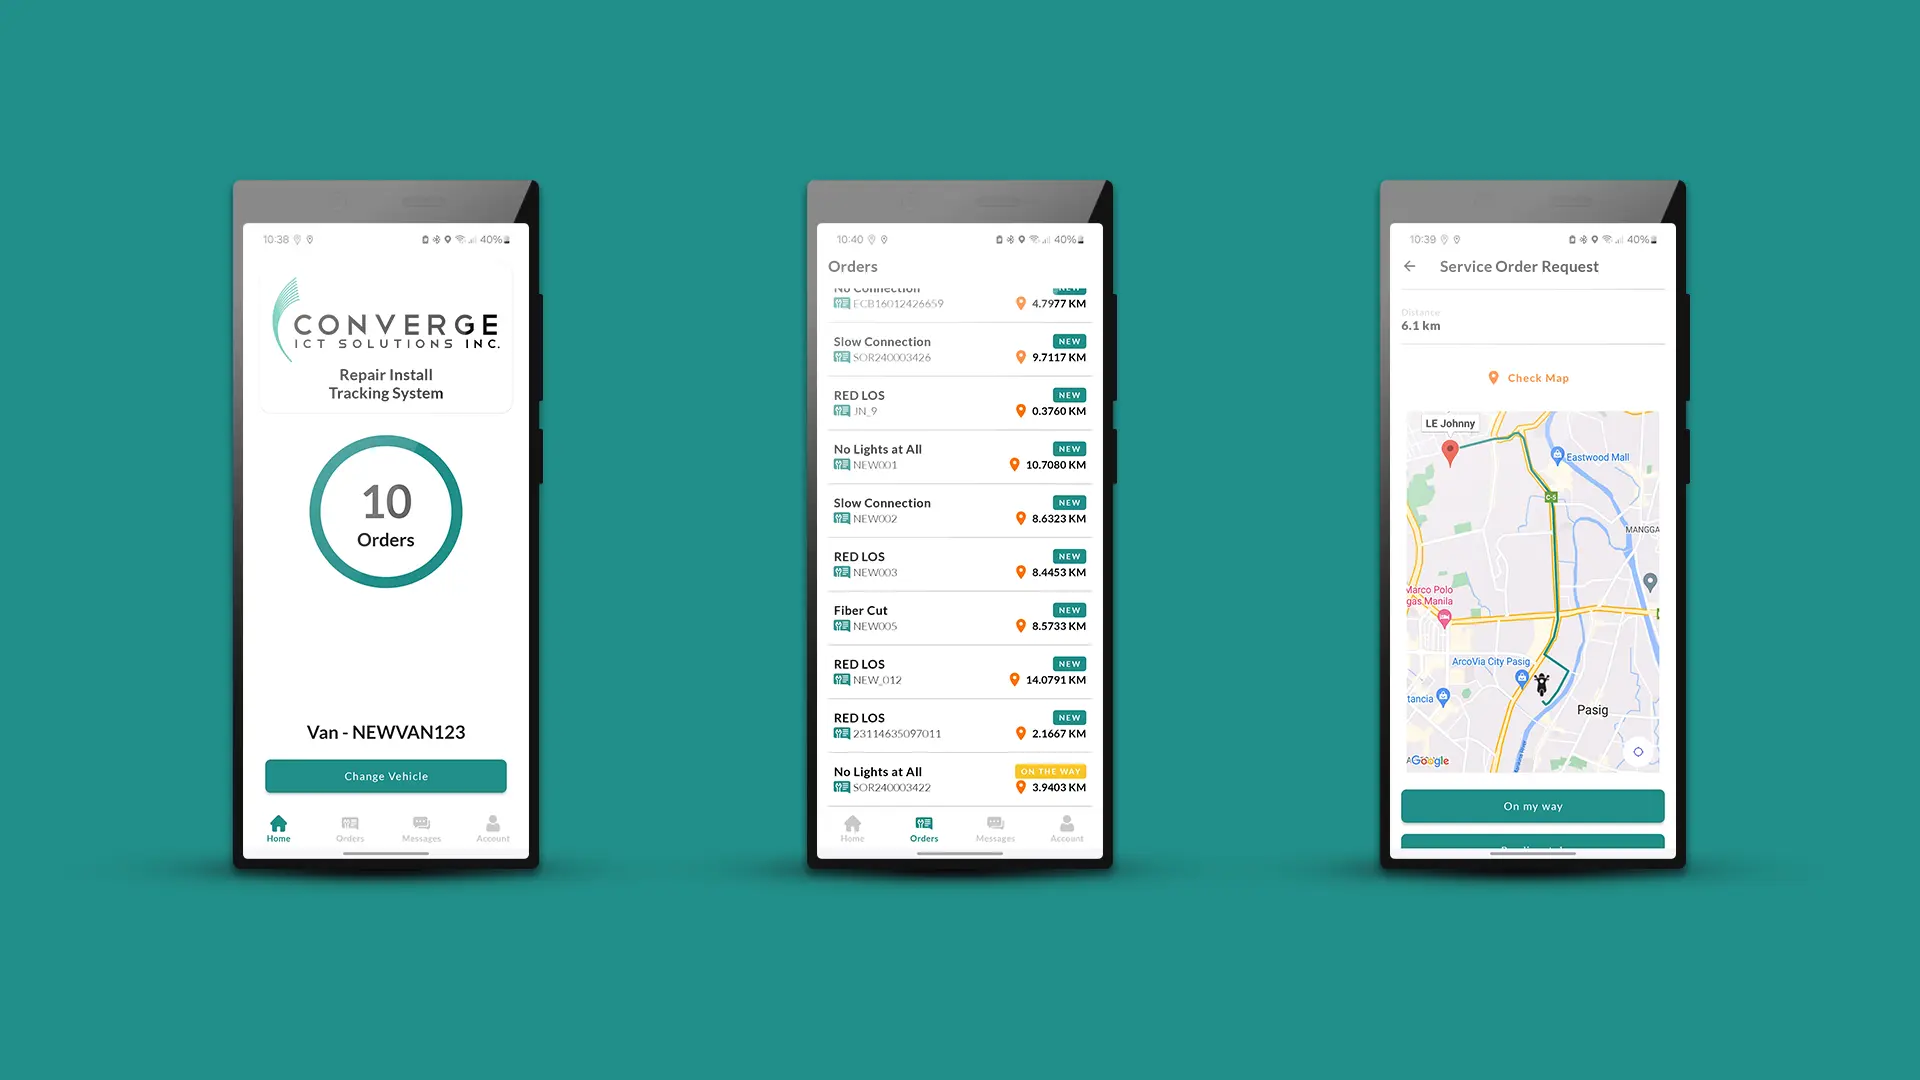 10:38
40%
CONVERGE
ICT SOLUTIONS INC.
Repair Install
Tracking System
10
Orders
Van - NEWVAN123
Change Vehicle
Home
Orders
Messages
Account
10:40
40%
Orders
No Connection
NEW
ECB16012426659
4.7977 KM
Slow Connection
NEW
SOR240003426
9.7117 KM
RED LOS
NEW
JN_9
0.3760 KM
No Lights at All
NEW
NEW001
10.7080 KM
Slow Connection
NEW
NEW002
8.6323 KM
RED LOS
NEW
NEW003
8.4453 KM
Fiber Cut
NEW
NEW005
8.5733 KM
RED LOS
NEW
NEW_012
14.0791 KM
RED LOS
NEW
23114635097011
2.1667 KM
No Lights at All
ON THE WAY
SOR240003422
3.9403 KM
Home
Orders
Messages
Account
10:39
40%
Service Order Request
Distance
6.1 km
Check Map
LE Johnny
Eastwood Mall
C-5
MANGGA
Marco Polo
gas Manila
ArcoVia City Pasig
tancia
Pasig
Google
On my way